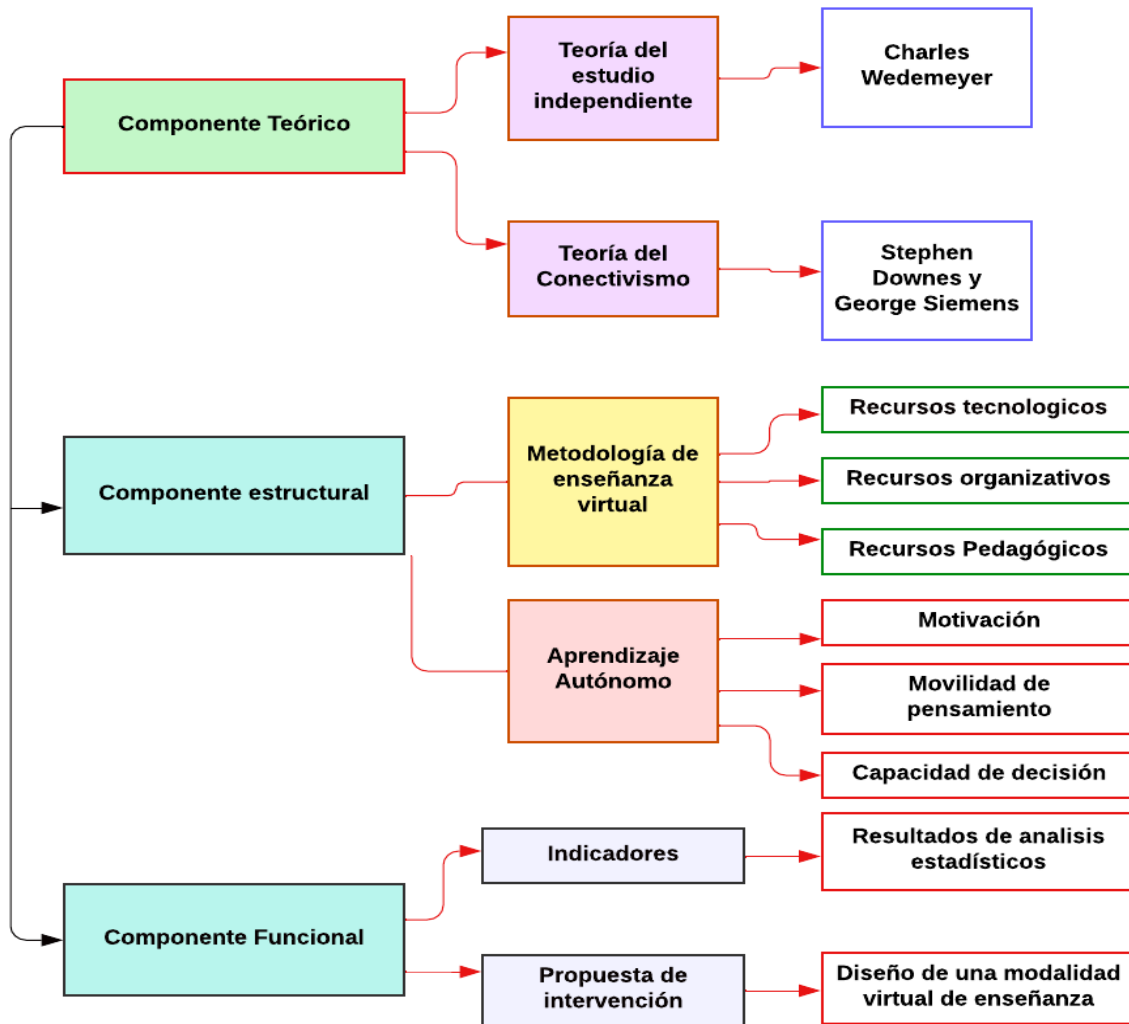 Teoría del
estudio
independiente
Charles
Wedemeyer
Componente Teórico
Teoría del
Conectivismo
Stephen
Downes y
George Siemens
Componente estructural
Metodología de
enseñanza
virtual
Recursos tecnologicos
Recursos organizativos
Recursos Pedagógicos
Aprendizaje
Autónomo
Motivación
Movilidad de
pensamiento
Capacidad de decisión
Componente Funcional
Indicadores
Resultados de analisis
estadísticos
Propuesta de
intervención
Diseño de una modalidad
virtual de enseñanza